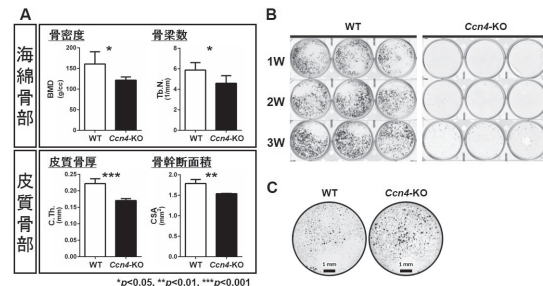 A
海綿骨部
骨密度
BMD
(g/cc)
200
150
100
50
0
*
WT Ccn4-KO
骨梁数
Tb.N.
(1/mm)
8
6
4
2
0
*
WT Ccn4-KO
皮質骨部
皮質骨厚
C.Th.
(mm)
0.25
0.20
0.15
0.10
0.05
0.00
***
WT Ccn4-KO
骨幹断面積
CSA
(mm²)
2.0
1.5
1.0
0.5
0.0
**
WT Ccn4-KO
*p<0.05, **p<0.01, ***p<0.001
B
WT Ccn4-KO
1W
2W
3W
C
WT Ccn4-KO
1 mm 1 mm